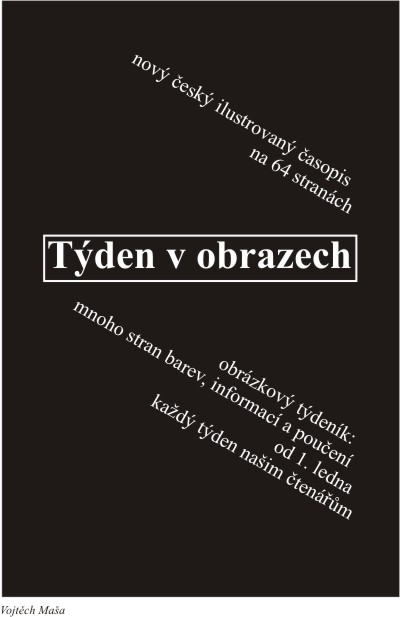 nový český ilustrovaný časopis
na 64 stranách
Týden v obrazech
obrázkový týdeník:
mnoho stran barev, informací a poučení
od 1. ledna
každý týden našim čtenářům
Vojtěch Maša